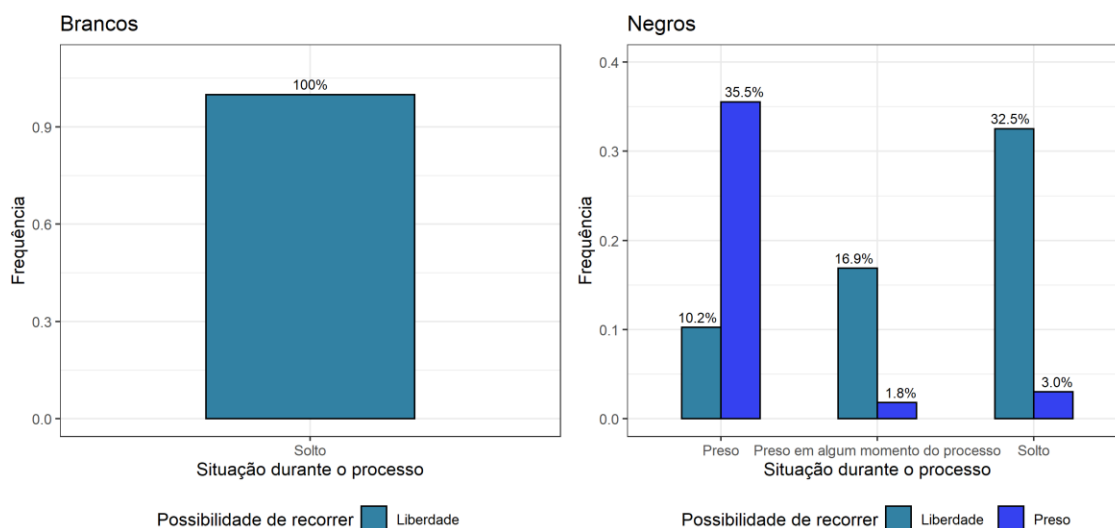 Brancos
100%
0.9
0.6
0.3
0.0
Frequência
Solto
Situação durante o processo
Possibilidade de recorrer Liberdade
Negros
0.4
0.3
0.2
0.1
0.0
Frequência
10.2% 35.5%
16.9% 1.8%
32.5% 3.0%
Preso Preso em algum momento do processo Solto
Situação durante o processo
Possibilidade de recorrer Liberdade Preso